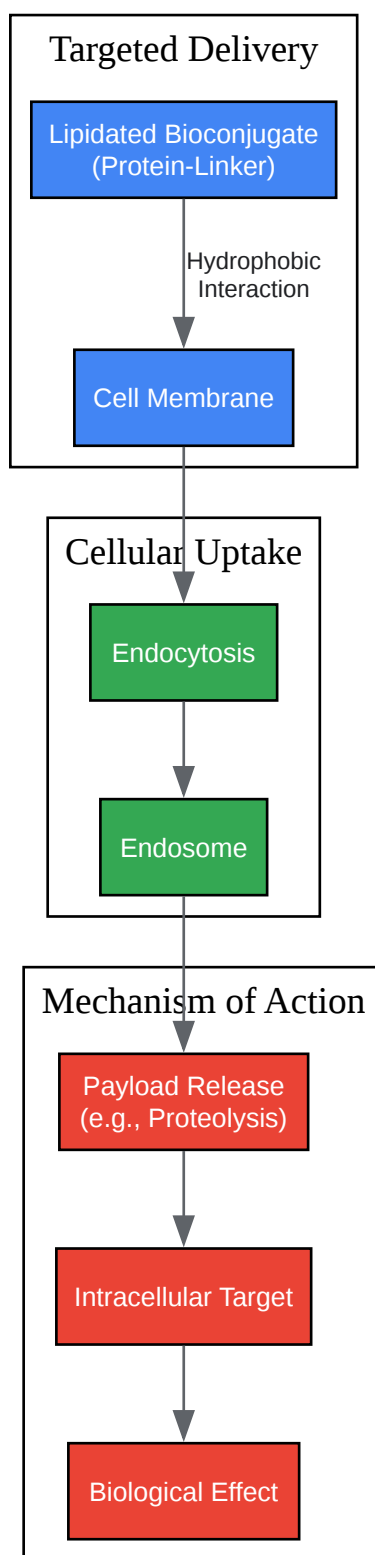 Targeted Delivery
Lipidated Bioconjugate
(Protein-Linker)
Hydrophobic
Interaction
Cell Membrane
Cellular Uptake
Endocytosis
Endosome
Mechanism of Action
Payload Release
(e.g., Proteolysis)
Intracellular Target
Biological Effect